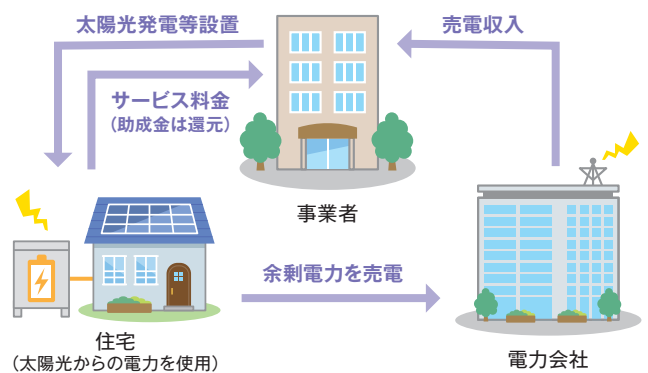 太陽光発電等設置
売電収入
サービス料金
（助成金は還元）
事業者
余剰電力を売電
住宅
（太陽光からの電力を使用）
電力会社